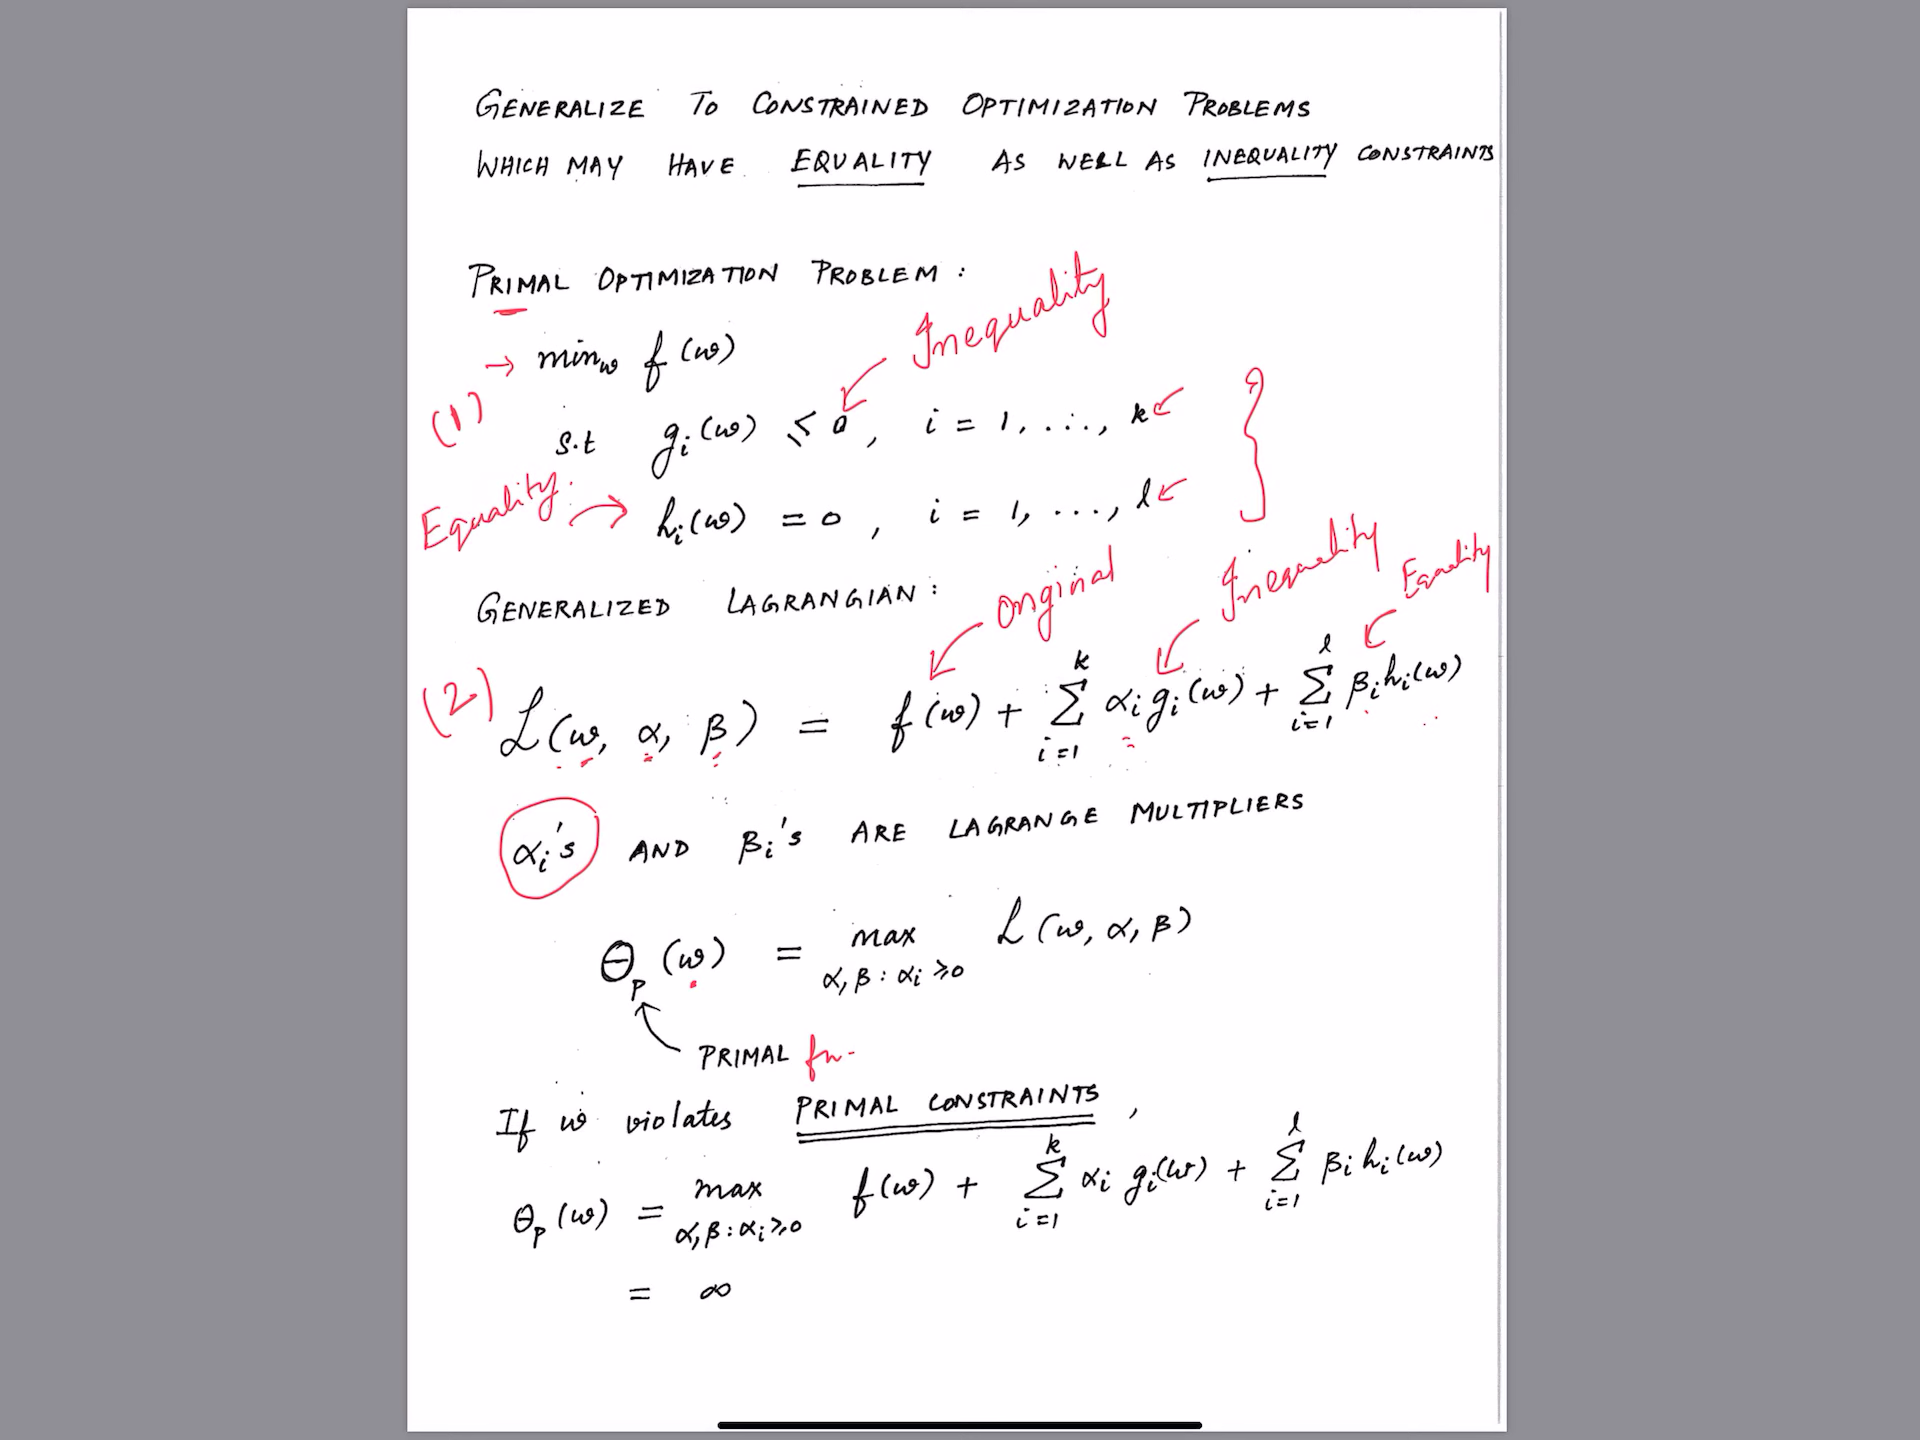 GENERALIZE TO CONSTRAINED OPTIMIZATION PROBLEMS
WHICH MAY HAVE EQUALITY AS WELL AS INEQUALITY CONSTRAINTS
PRIMAL OPTIMIZATION PROBLEM :
Inequality
→ min_w f(w)
(1)
s.t g_i(w) ≤ 0, i = 1, ..., k
Equality
h_i(w) = 0, i = 1, ..., l
GENERALIZED LAGRANGIAN :
Original Inequality Equality
(2) L(w, α, β) = f(w) + Σ_{i=1}^{k} α_i g_i(w) + Σ_{i=1}^{l} β_i h_i(w)
α_i's AND β_i's ARE LAGRANGE MULTIPLIERS
Θ_P(w) = max_{α, β : α_i ≥ 0} L(w, α, β)
PRIMAL fn.
If w violates PRIMAL CONSTRAINTS,
Θ_P(w) = max_{α, β : α_i ≥ 0} f(w) + Σ_{i=1}^{k} α_i g_i(w) + Σ_{i=1}^{l} β_i h_i(w)
= ∞